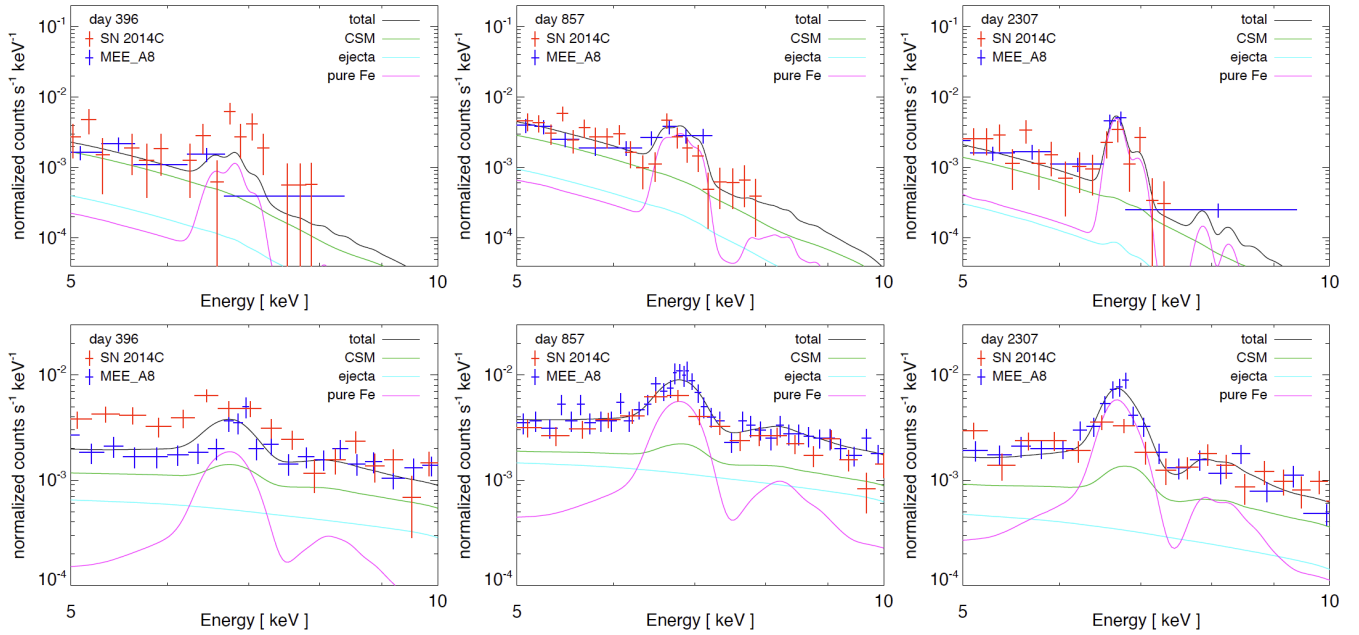 day 396
total
SN 2014C
CSM
MEE_A8
ejecta
pure Fe
10⁻¹
10⁻²
10⁻³
10⁻⁴
normalized counts s⁻¹ keV⁻¹
5
10
Energy [ keV ]
day 857
total
SN 2014C
CSM
MEE_A8
ejecta
pure Fe
10⁻¹
10⁻²
10⁻³
10⁻⁴
normalized counts s⁻¹ keV⁻¹
5
10
Energy [ keV ]
day 2307
total
SN 2014C
CSM
MEE_A8
ejecta
pure Fe
10⁻¹
10⁻²
10⁻³
10⁻⁴
normalized counts s⁻¹ keV⁻¹
5
10
Energy [ keV ]
day 396
total
SN 2014C
CSM
MEE_A8
ejecta
pure Fe
10⁻²
10⁻³
10⁻⁴
normalized counts s⁻¹ keV⁻¹
5
10
Energy [ keV ]
day 857
total
SN 2014C
CSM
MEE_A8
ejecta
pure Fe
10⁻²
10⁻³
10⁻⁴
normalized counts s⁻¹ keV⁻¹
5
10
Energy [ keV ]
day 2307
total
SN 2014C
CSM
MEE_A8
ejecta
pure Fe
10⁻²
10⁻³
10⁻⁴
normalized counts s⁻¹ keV⁻¹
5
10
Energy [ keV ]